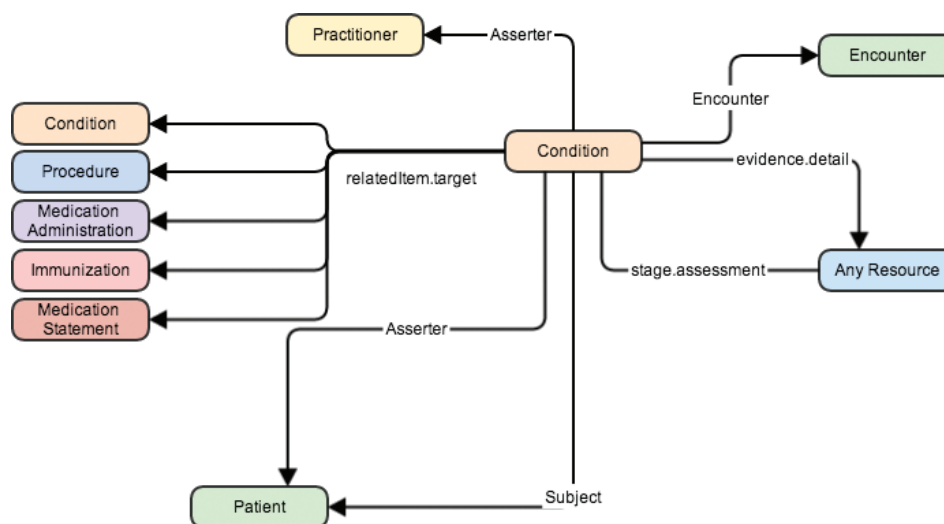 Practitioner
Asserter
Encounter
Encounter
Condition
Condition
evidence.detail
Procedure
relatedItem.target
Medication
Administration
Immunization
stage.assessment
Any Resource
Medication
Statement
Asserter
Subject
Patient